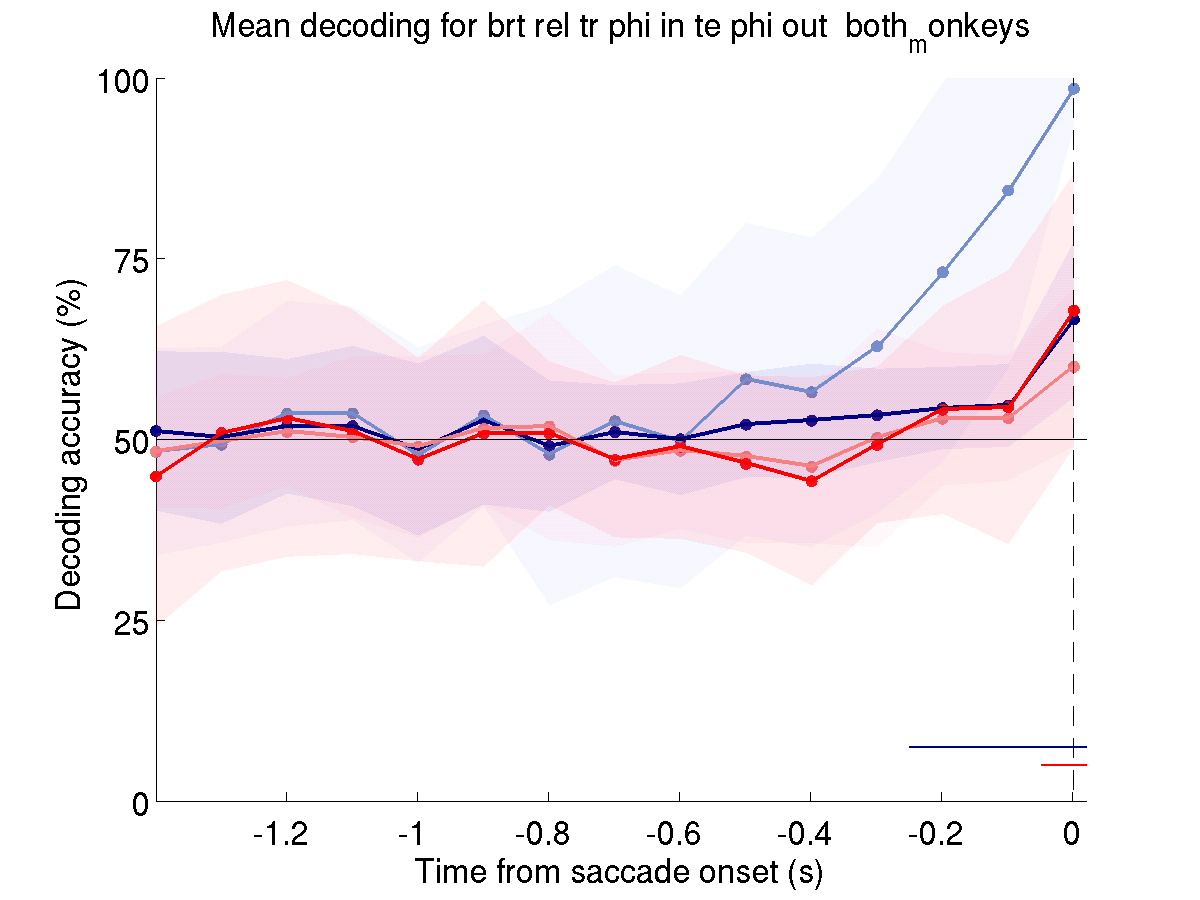 Mean decoding for brt rel tr phi in te phi out both_monkeys
100
75
50
25
0
Decoding accuracy (%)
-1.2 -1 -0.8 -0.6 -0.4 -0.2 0
Time from saccade onset (s)